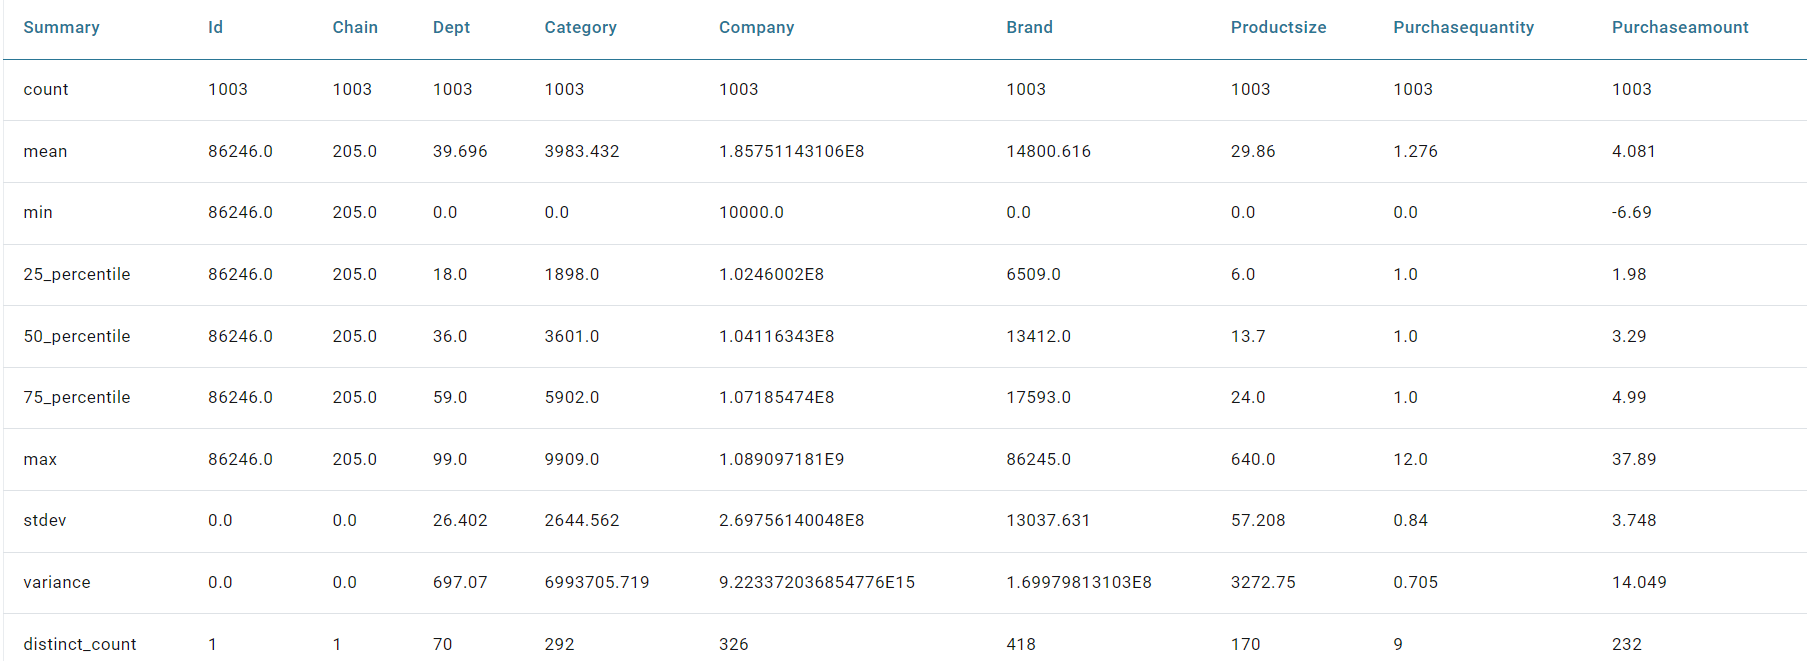 Summary Id Chain Dept Category Company Brand Productsize Purchasequantity Purchaseamount
count 1003 1003 1003 1003 1003 1003 1003 1003 1003
mean 86246.0 205.0 39.696 3983.432 1.85751143106E8 14800.616 29.86 1.276 4.081
min 86246.0 205.0 0.0 0.0 10000.0 0.0 0.0 0.0 -6.69
25_percentile 86246.0 205.0 18.0 1898.0 1.0246002E8 6509.0 6.0 1.0 1.98
50_percentile 86246.0 205.0 36.0 3601.0 1.04116343E8 13412.0 13.7 1.0 3.29
75_percentile 86246.0 205.0 59.0 5902.0 1.07185474E8 17593.0 24.0 1.0 4.99
max 86246.0 205.0 99.0 9909.0 1.089097181E9 86245.0 640.0 12.0 37.89
stdev 0.0 0.0 26.402 2644.562 2.69756140048E8 13037.631 57.208 0.84 3.748
variance 0.0 0.0 697.07 6993705.719 9.223372036854776E15 1.69979813103E8 3272.75 0.705 14.049
distinct_count 1 1 70 292 326 418 170 9 232